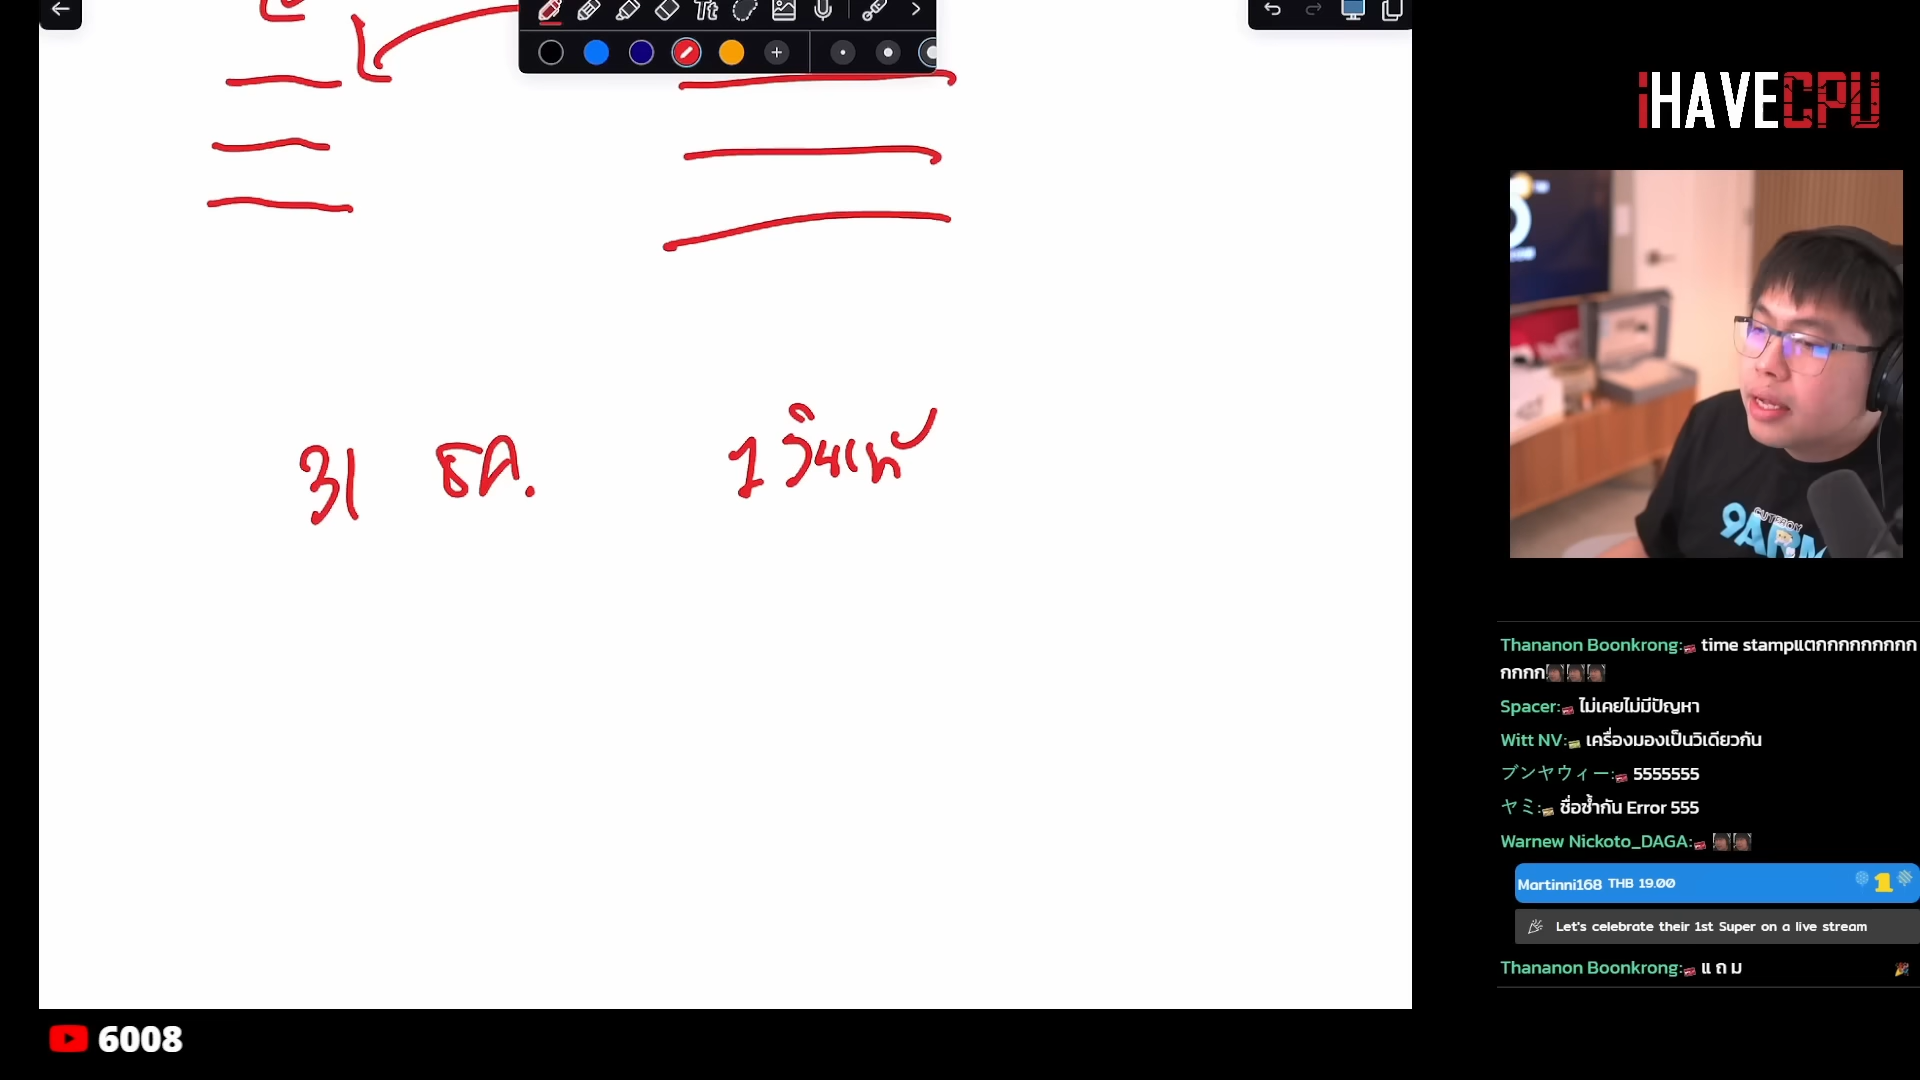 Tt
iHAVECPU
31 ธค. 1 วินาที
CUTEBOY
9ARM
Thananon Boonkrong: time stampแตกกกกกกกกก
กกกก
Spacer: ไม่เคยไม่มีปัญหา
Witt NV: เครื่องมองเป็นวิเดียวกัน
ブンヤウィー: 5555555
ヤミ: ชื่อซ้ำกัน Error 555
Warnew Nickoto_DAGA:
Martinni168 THB 19.00 1
Let's celebrate their 1st Super on a live stream
Thananon Boonkrong: แ ถ ม
6008